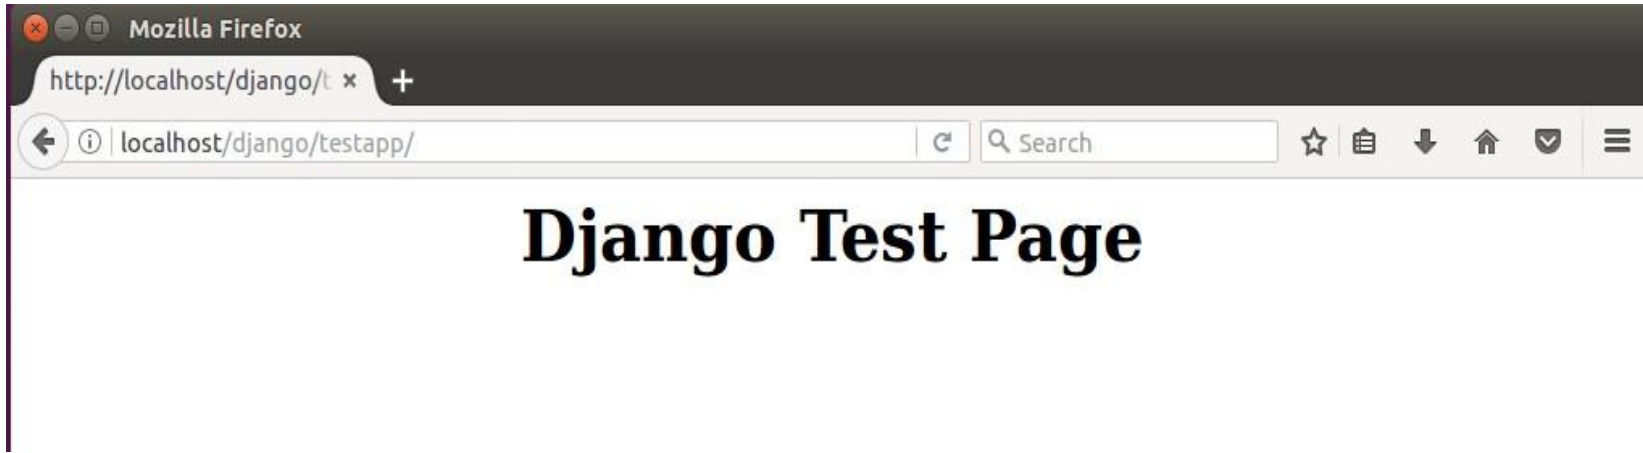 Mozilla Firefox
http://localhost/django/t
localhost/django/testapp/
Search
Django Test Page